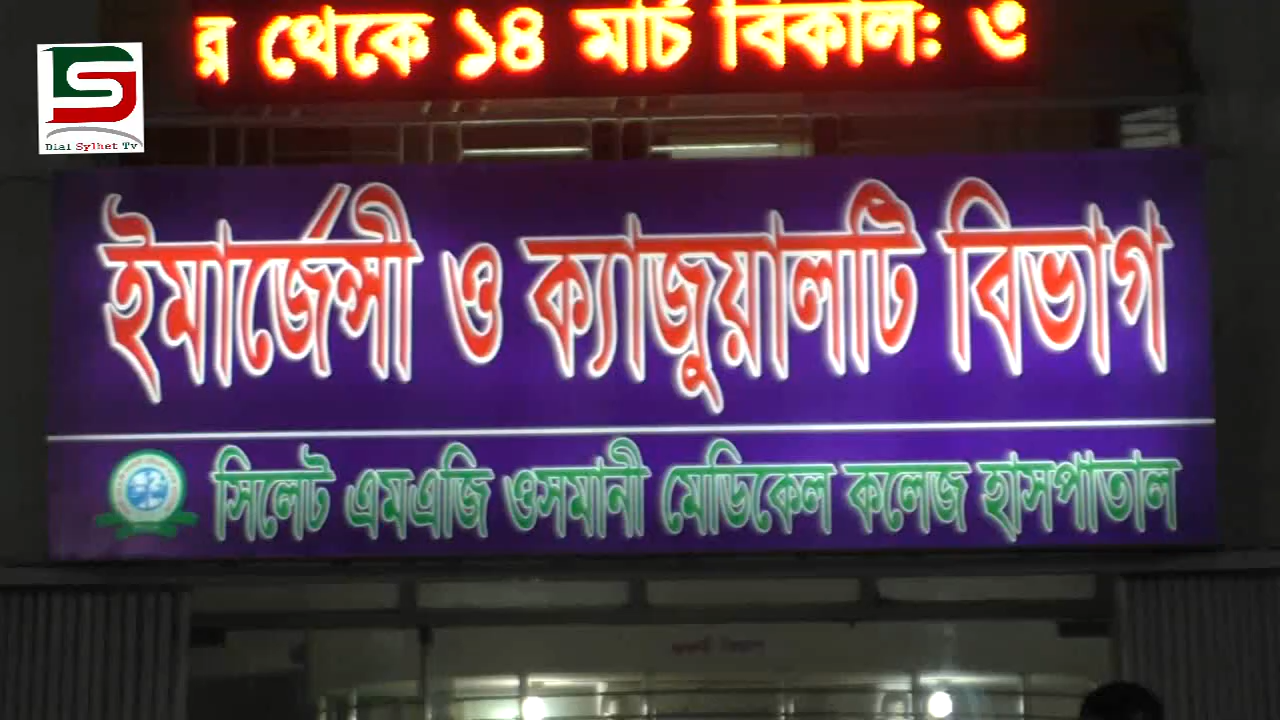 র থেকে ১৪ মার্চ বিকাল: ৩
Dial Sylhet Tv
ইমার্জেন্সী ও ক্যাজুয়ালটি বিভাগ
সিলেট এমএজি ওসমানী মেডিকেল কলেজ হাসপাতাল